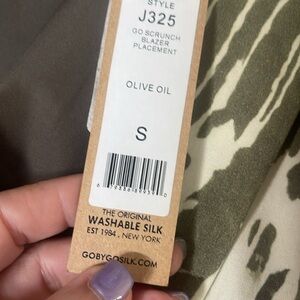 STYLE
J325
GO SCRUNCH
BLAZER
PLACEMENT
OLIVE OIL
S
THE ORIGINAL
WASHABLE SILK
EST 1984 . NEW YORK
GOBYGOSILK.COM